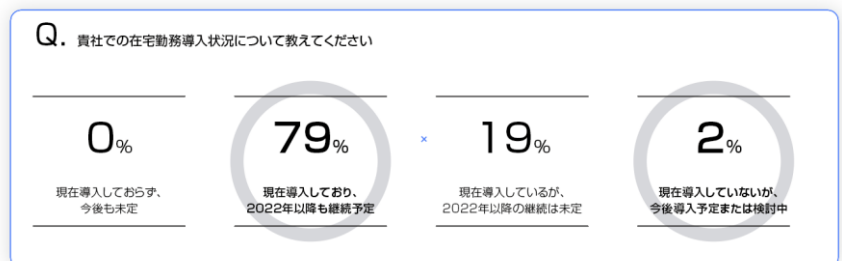 Q. 貴社での在宅勤務導入状況について教えてください
0%
現在導入しておらず、
今後も未定
79%
現在導入しており、
2022年以降も継続予定
×
19%
現在導入しているが、
2022年以降の継続は未定
2%
現在導入していないが、
今後導入予定または検討中